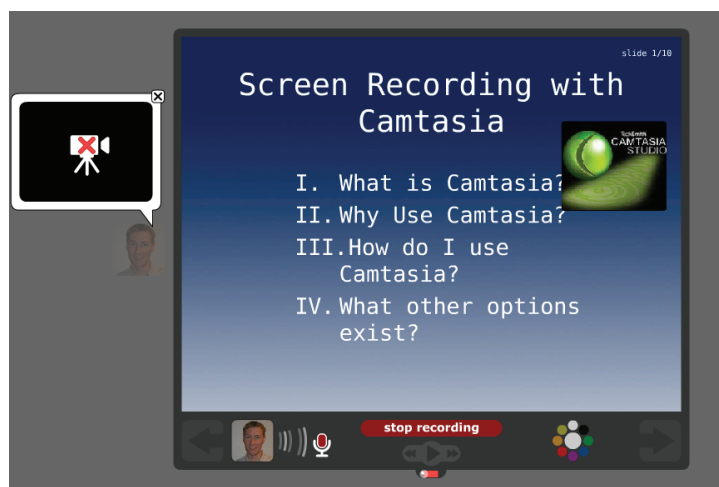 slide 1/10
Screen Recording with
Camtasia
TechSmith
CAMTASIA
STUDIO
I. What is Camtasia?
II. Why Use Camtasia?
III.How do I use
Camtasia?
IV. What other options
exist?
stop recording